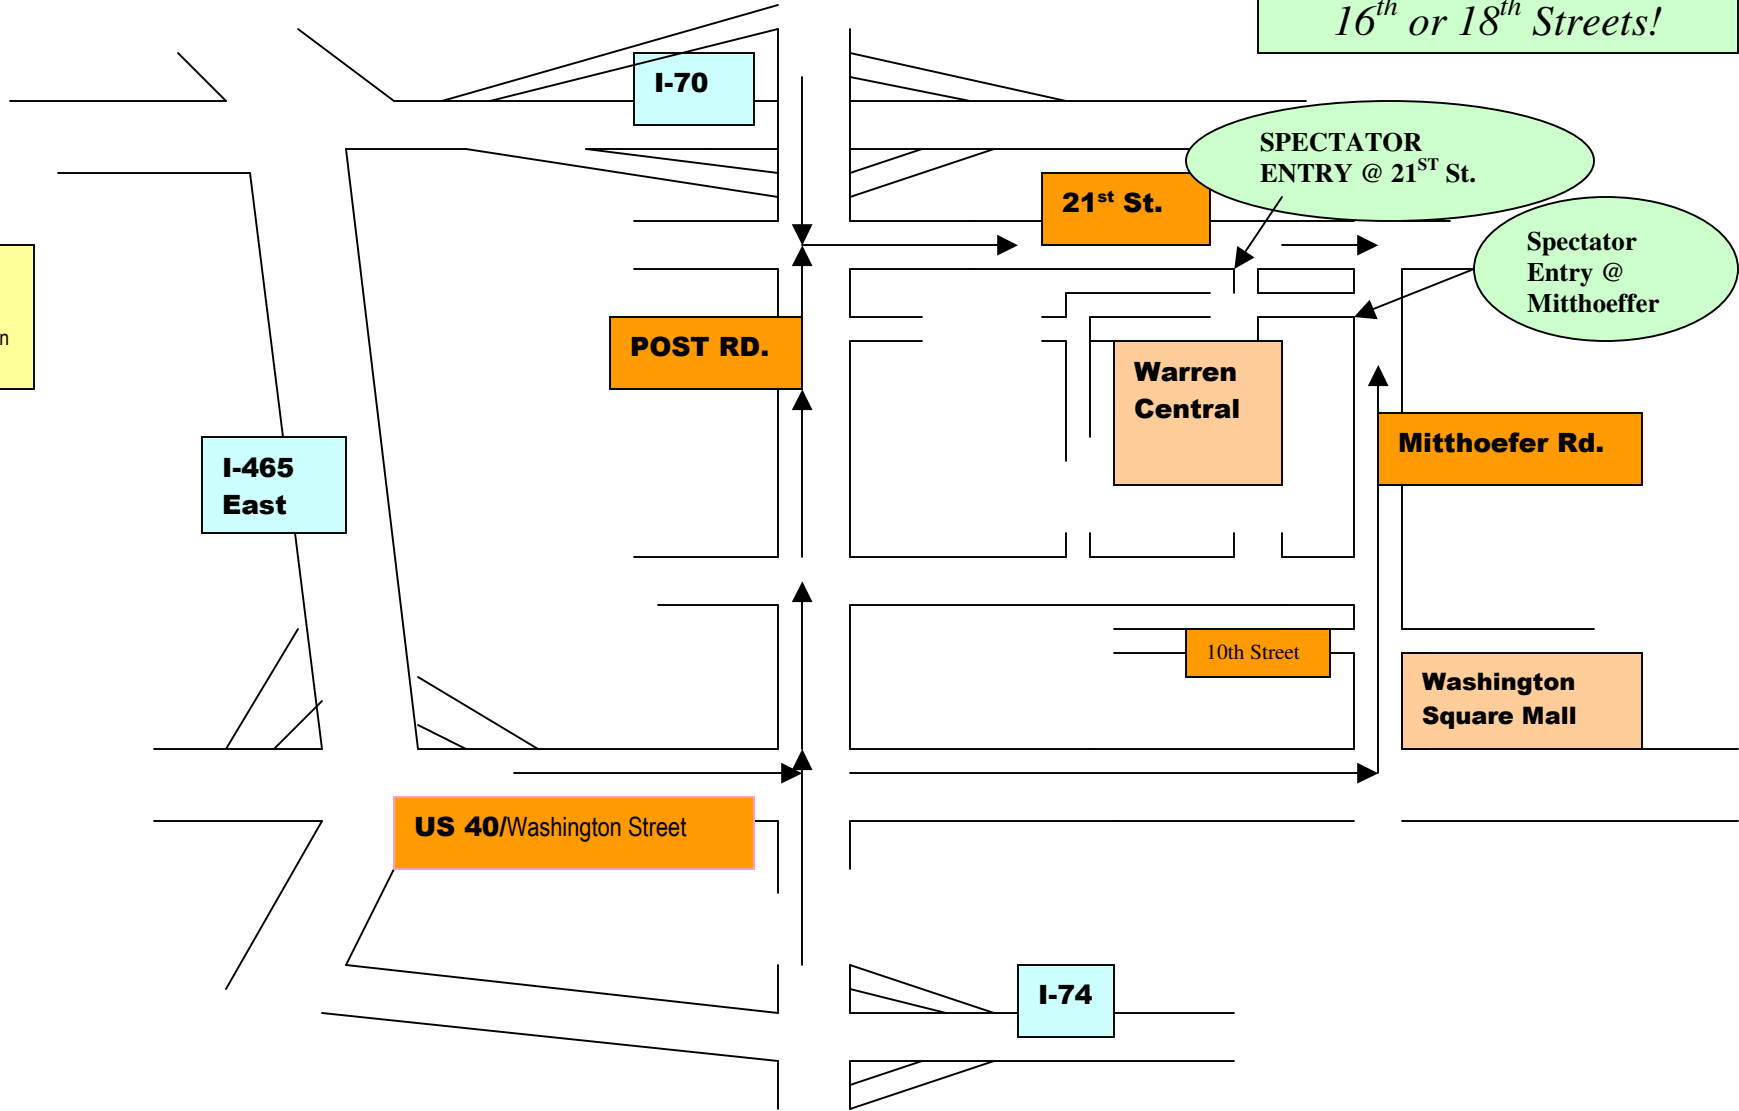 16th or 18th Streets!
I-70
SPECTATOR
ENTRY @ 21ST St.
21st St.
Spectator
Entry @
Mitthoeffer
n
POST RD.
Warren
Central
Mitthoefer Rd.
I-465
East
10th Street
Washington
Square Mall
US 40/Washington Street
I-74